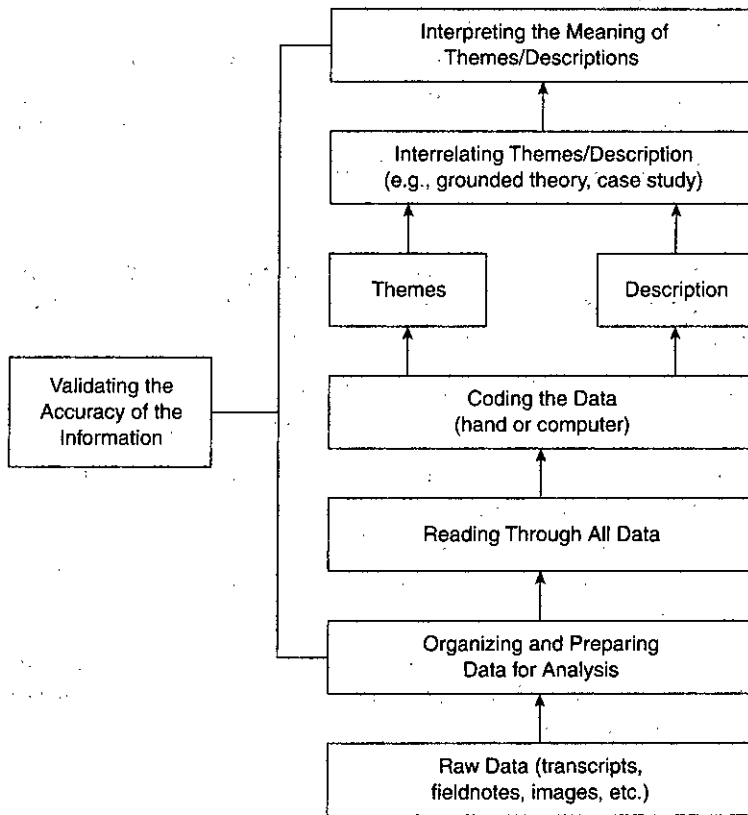 Interpreting the Meaning of
Themes/Descriptions
Interrelating Themes/Description
(e.g., grounded theory, case study)
Themes
Description
Validating the
Accuracy of the
Information
Coding the Data
(hand or computer)
Reading Through All Data
Organizing and Preparing
Data for Analysis
Raw Data (transcripts,
fieldnotes, images, etc.)